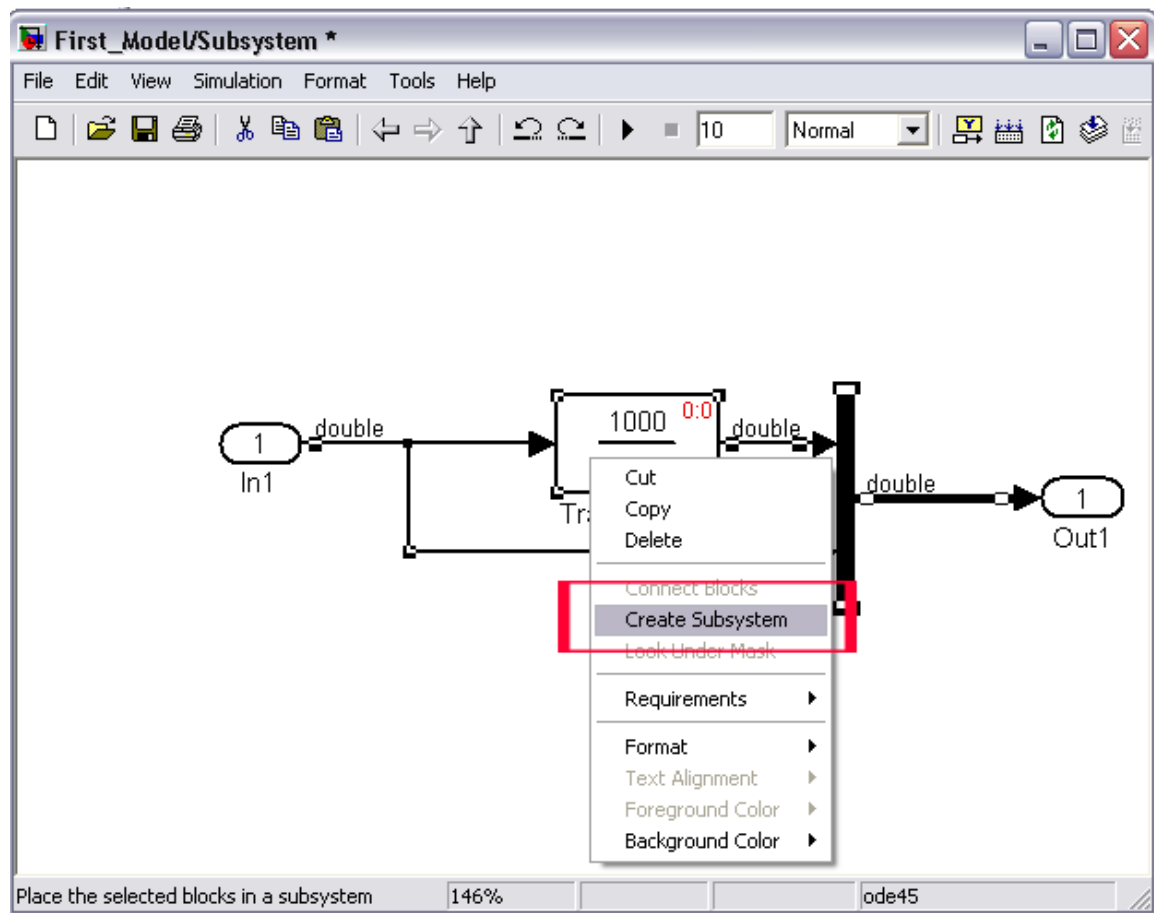 First_Model/Subsystem *
File Edit View Simulation Format Tools Help
10 Normal
1000 0:0
double double
1
In1
double
1
Out1
Cut
Copy
Delete
Connect Blocks
Create Subsystem
Look Under Mask
Requirements
Format
Text Alignment
Foreground Color
Background Color
Place the selected blocks in a subsystem 146% ode45